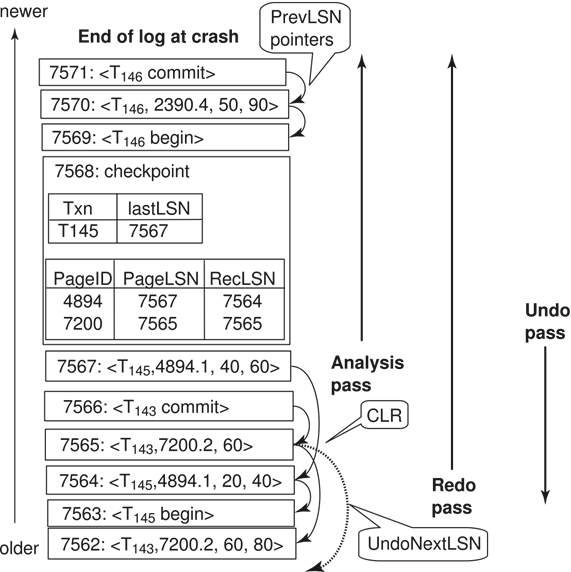 newer
End of log at crash
PrevLSN
pointers
7571: <T146 commit>
7570: <T146, 2390.4, 50, 90>
7569: <T146 begin>
7568: checkpoint
Txn lastLSN
T145 7567
PageID PageLSN RecLSN
4894 7567 7564
7200 7565 7565
7567: <T145,4894.1, 40, 60>
7566: <T143 commit>
7565: <T143,7200.2, 60>
7564: <T145,4894.1, 20, 40>
7563: <T145 begin>
7562: <T143,7200.2, 60, 80>
older
Analysis
pass
CLR
Redo
pass
UndoNextLSN
Undo
pass